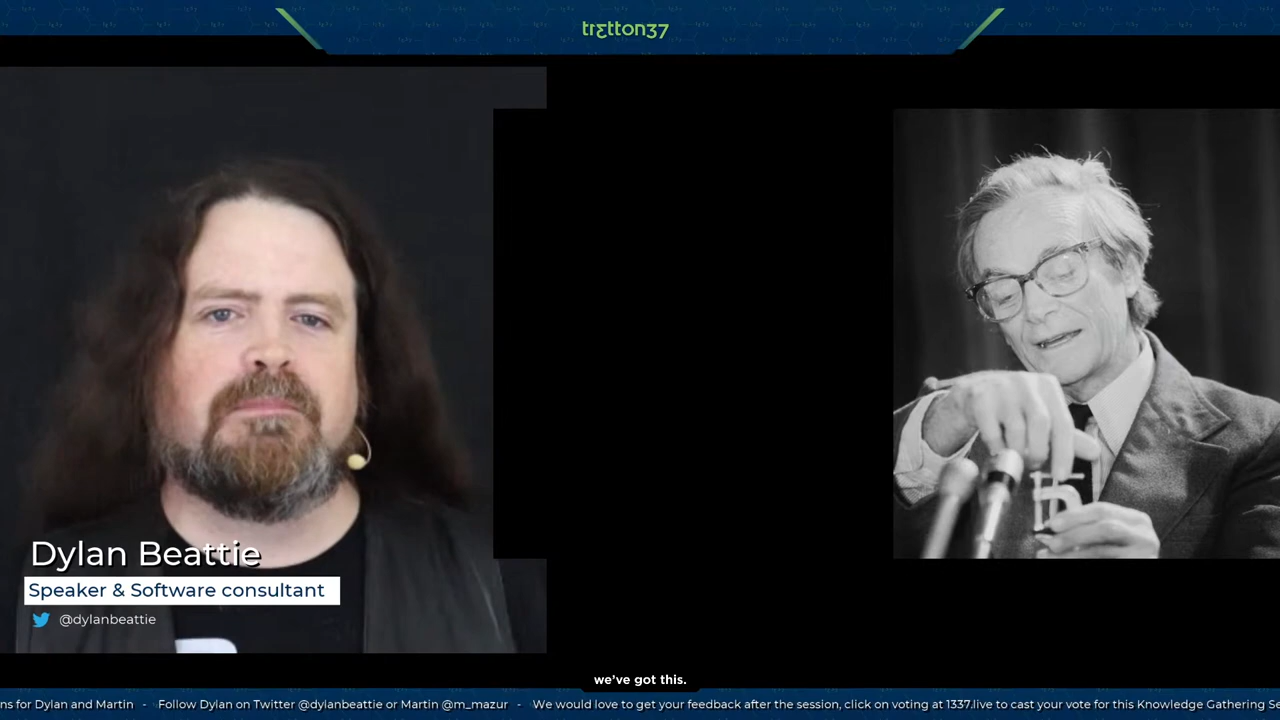 trꜫtton37
Dylan Beattie
Speaker & Software consultant
@dylanbeattie
we've got this.
ns for Dylan and Martin - Follow Dylan on Twitter @dylanbeattie or Martin @m_mazur - We would love to get your feedback after the session, click on voting at 1337.live to cast your vote for this Knowledge Gathering Se